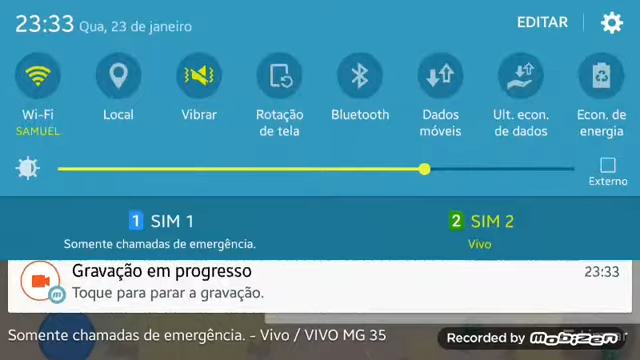 23:33 Qua, 23 de janeiro
EDITAR
Wi-Fi
SAMUEL
Local
Vibrar
Rotação
de tela
Bluetooth
Dados
móveis
Ult. econ.
de dados
Econ. de
energia
Externo
1 SIM 1
Somente chamadas de emergência.
2 SIM 2
Vivo
Gravação em progresso
23:33
Toque para parar a gravação.
m
Somente chamadas de emergência. - Vivo / VIVO MG 35
Recorded by mobizen